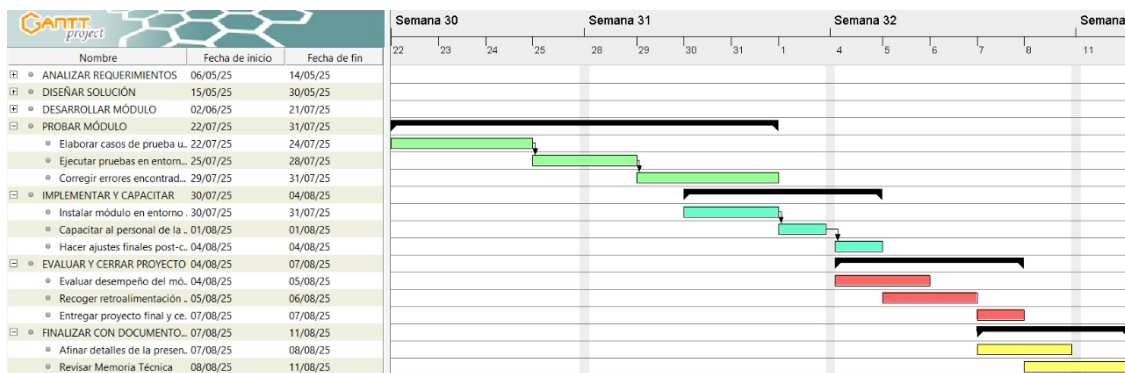 GANTT project
Semana 30 Semana 31 Semana 32 Semana
22 23 24 25 28 29 30 31 1 4 5 6 7 8 11
Nombre Fecha de inicio Fecha de fin
ANALIZAR REQUERIMIENTOS 06/05/25 14/05/25
DISEÑAR SOLUCIÓN 15/05/25 30/05/25
DESARROLLAR MÓDULO 02/06/25 21/07/25
PROBAR MÓDULO 22/07/25 31/07/25
Elaborar casos de prueba u... 22/07/25 24/07/25
Ejecutar pruebas en entorn... 25/07/25 28/07/25
Corregir errores encontrad... 29/07/25 31/07/25
IMPLEMENTAR Y CAPACITAR 30/07/25 04/08/25
Instalar módulo en entorno ... 30/07/25 31/07/25
Capacitar al personal de la ... 01/08/25 01/08/25
Hacer ajustes finales post-c... 04/08/25 04/08/25
EVALUAR Y CERRAR PROYECTO 04/08/25 07/08/25
Evaluar desempeño del mó... 04/08/25 05/08/25
Recoger retroalimentación ... 05/08/25 06/08/25
Entregar proyecto final y ce... 07/08/25 07/08/25
FINALIZAR CON DOCUMENTO... 07/08/25 11/08/25
Afinar detalles de la presen... 07/08/25 08/08/25
Revisar Memoria Técnica 08/08/25 11/08/25